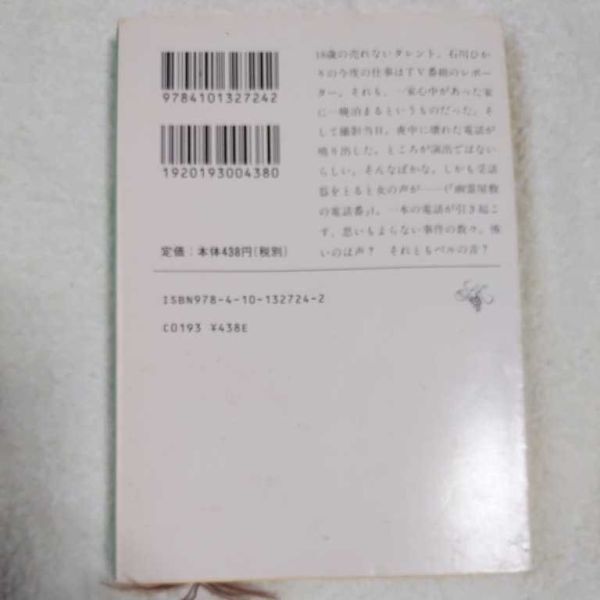 9784101327242
1920193004380
定価：本体438円(税別)
ISBN978-4-10-132724-2
C0193 ¥438E
18歳の売れないタレント、石川ひか
りの今度の仕事はTV番組のレポー
ター。それも、一家心中があった家
に一晩泊まるというものだった。そ
して撮影当日、夜中に壊れた電話が
鳴り出した。ところが演出ではない
らしい。そんなばかな。しかも受話
器をとると女の声が――(「幽霊屋敷
の電話番」)。一本の電話が引き起こ
す、思いもよらない事件の数々。怖
いのは声？ それともベルの音？